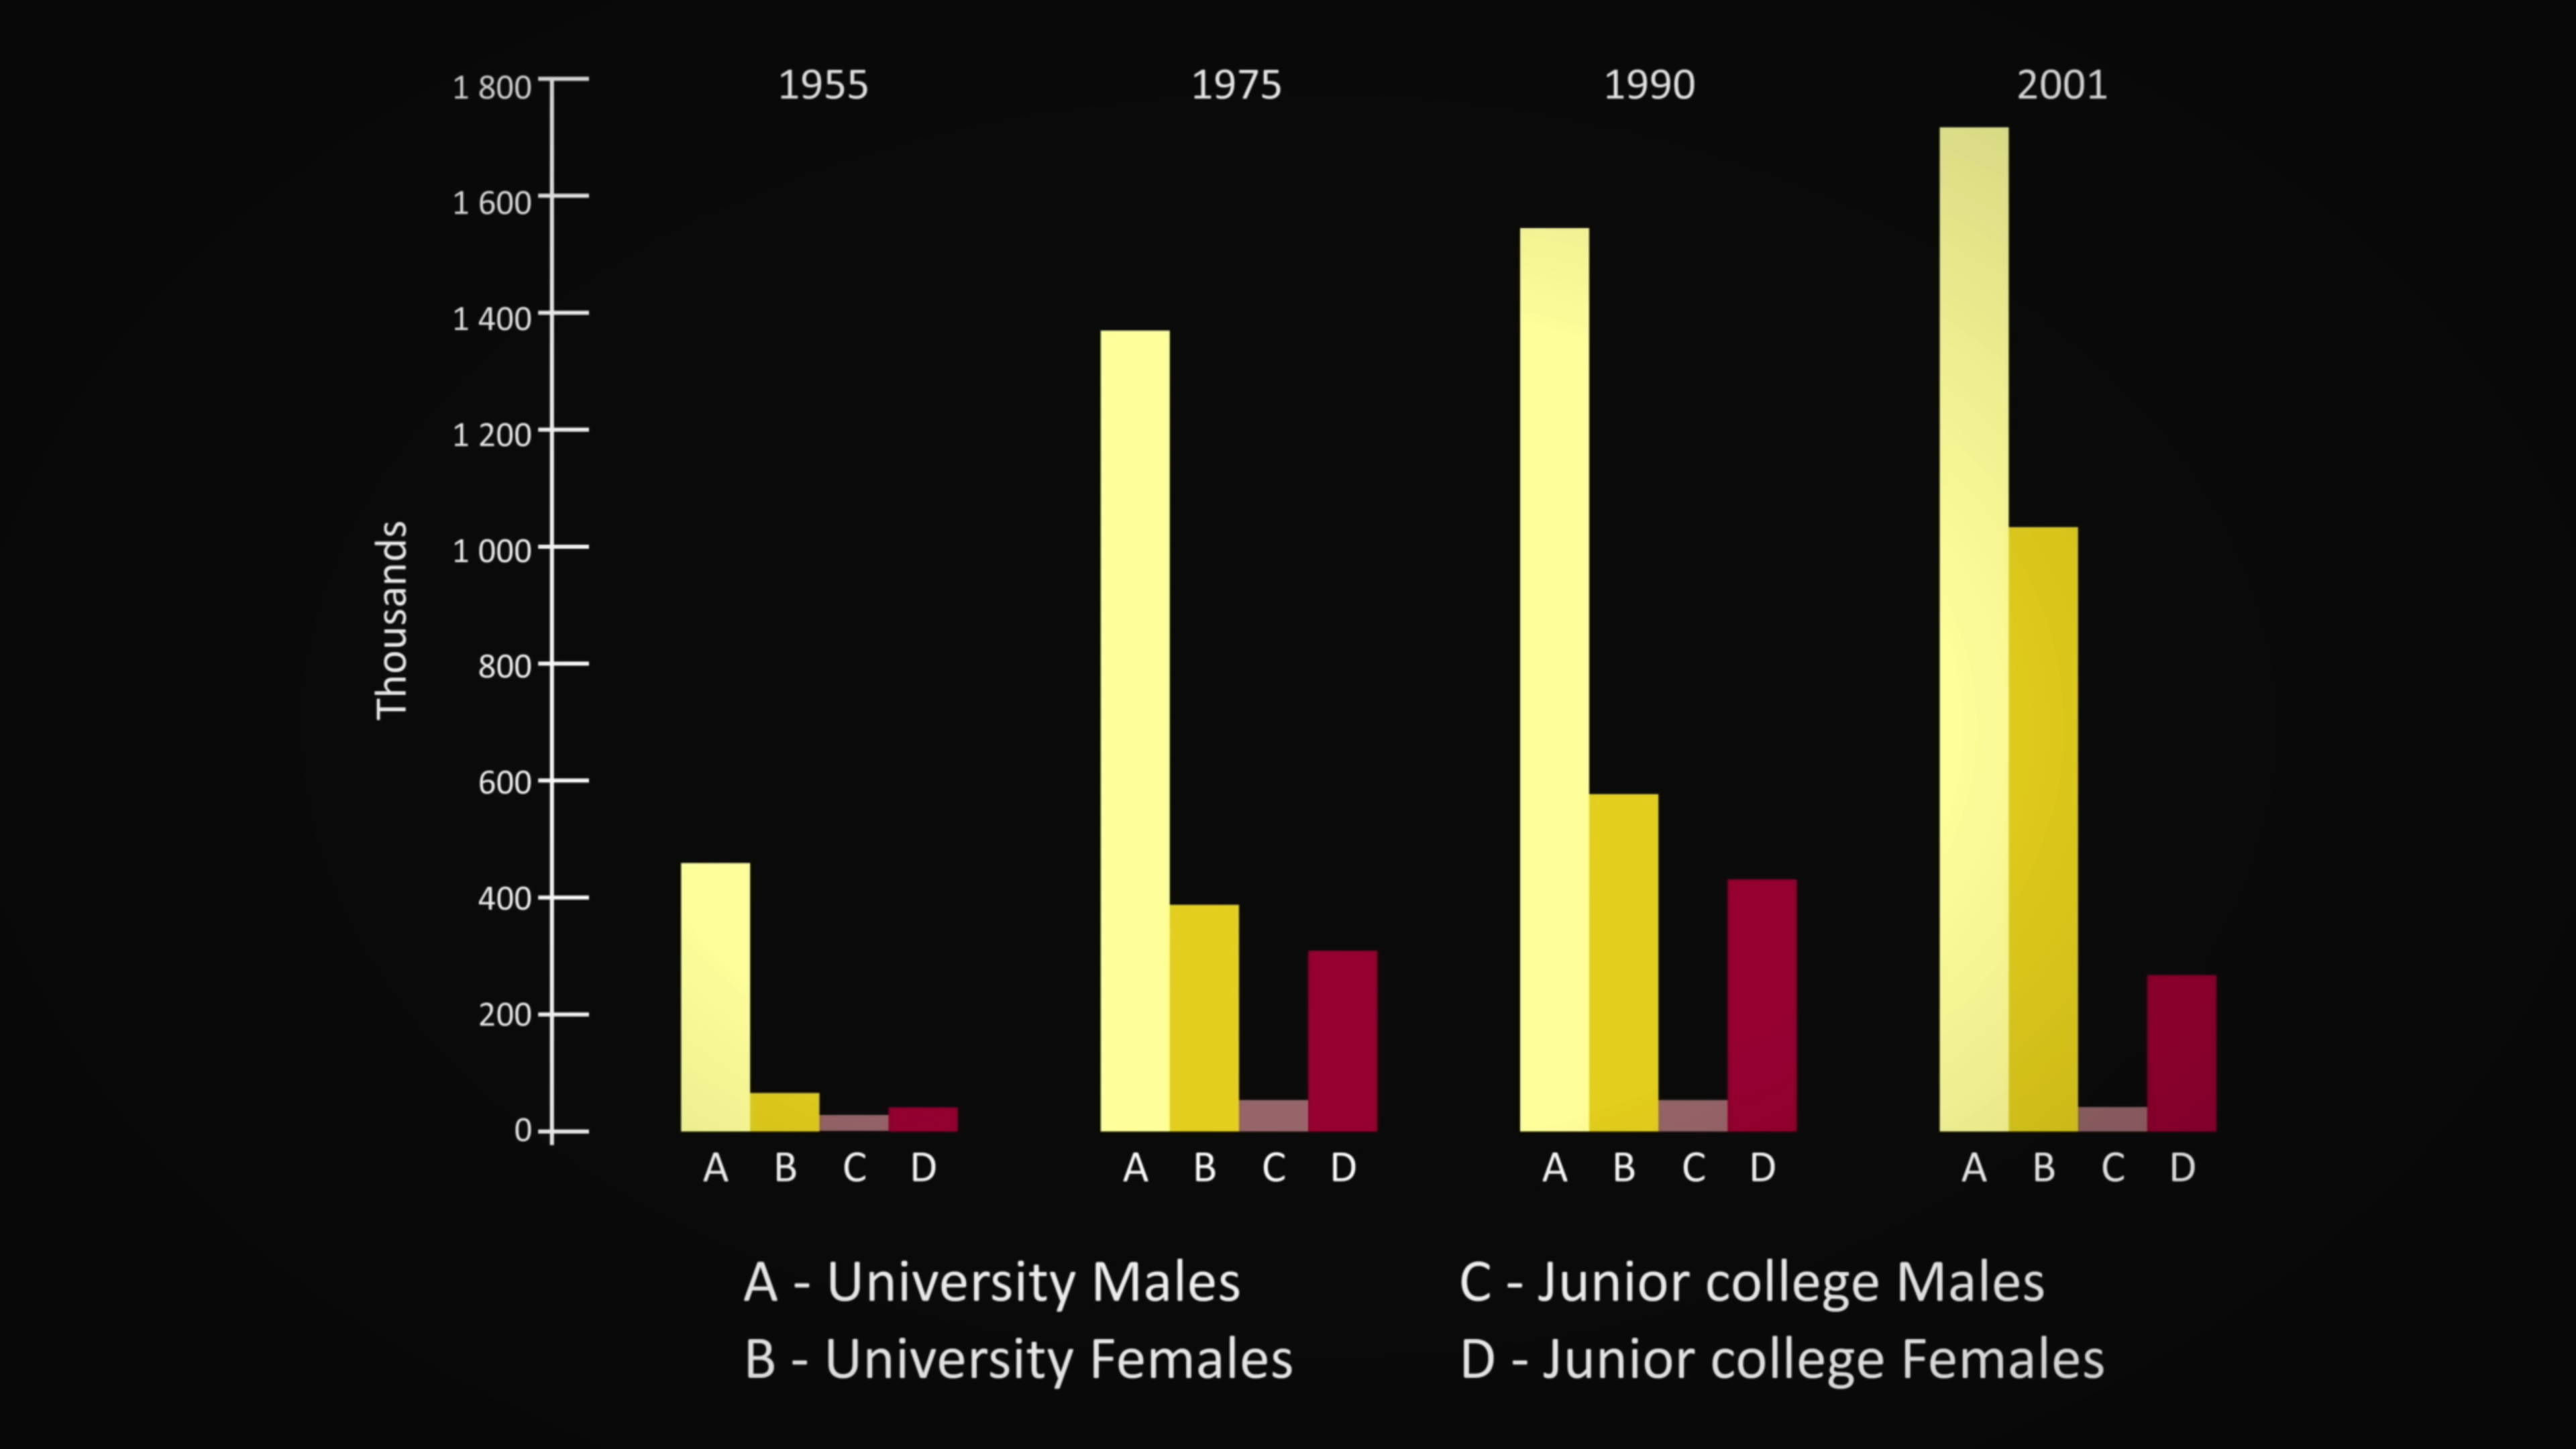 1955 1975 1990 2001
1 800
1 600
1 400
1 200
1 000
800
600
400
200
0
Thousands
A B C D A B C D A B C D A B C D
A - University Males
B - University Females
C - Junior college Males
D - Junior college Females